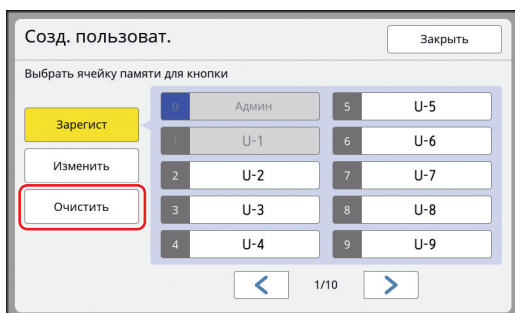 Созд. пользоват.
Закрыть
Выбрать ячейку памяти для кнопки
Зарегист
Изменить
Очистить
0 Админ
1 U-1
2 U-2
3 U-3
4 U-4
5 U-5
6 U-6
7 U-7
8 U-8
9 U-9
< 1/10 >